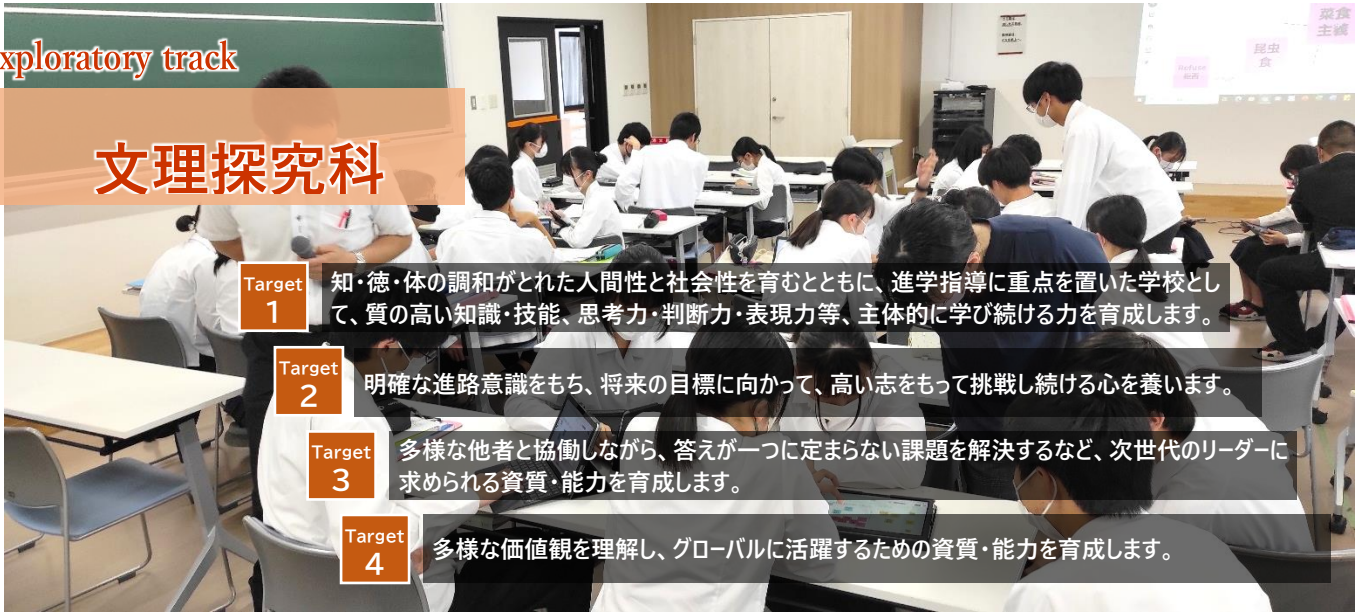 xploratory track
文理探究科
Target
1
知・徳・体の調和がとれた人間性と社会性を育むとともに、進学指導に重点を置いた学校とし
て、質の高い知識・技能、思考力・判断力・表現力等、主体的に学び続ける力を育成します。
Target
2
明確な進路意識をもち、将来の目標に向かって、高い志をもって挑戦し続ける心を養います。
Target
3
多様な他者と協働しながら、答えが一つに定まらない課題を解決するなど、次世代のリーダーに
求められる資質・能力を育成します。
Target
4
多様な価値観を理解し、グローバルに活躍するための資質・能力を育成します。
菜食
主義
昆虫
食